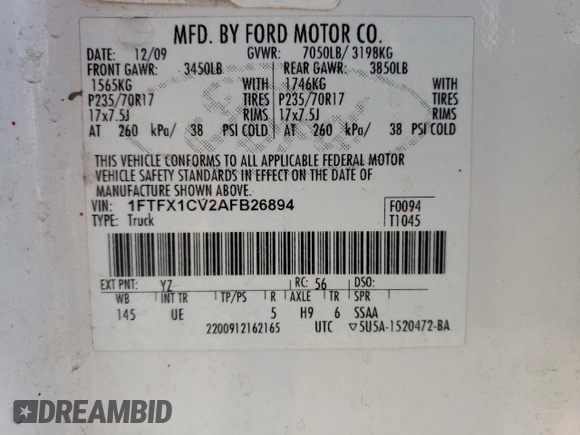 MFD. BY FORD MOTOR CO.
DATE: 12/09 GVWR: 7050LB/ 3198KG
FRONT GAWR: 3450LB REAR GAWR: 3850LB
1565KG WITH 1746KG WITH
P235/70R17 TIRES P235/70R17 TIRES
17x7.5J RIMS 17x7.5J RIMS
AT 260 kPa/ 38 PSI COLD AT 260 kPa/ 38 PSI COLD
THIS VEHICLE CONFORMS TO ALL APPLICABLE FEDERAL MOTOR
VEHICLE SAFETY STANDARDS IN EFFECT ON THE DATE OF
MANUFACTURE SHOWN ABOVE.
VIN: 1FTFX1CV2AFB26894 F0094
TYPE: Truck T1045
EXT PNT: YZ RC: 56 DSO:
WB INT TR TP/PS R AXLE TR SPR
145 UE 5 H9 6 SSAA
2200912162165 UTC ▽5U5A-1520472-BA
DREAMBID